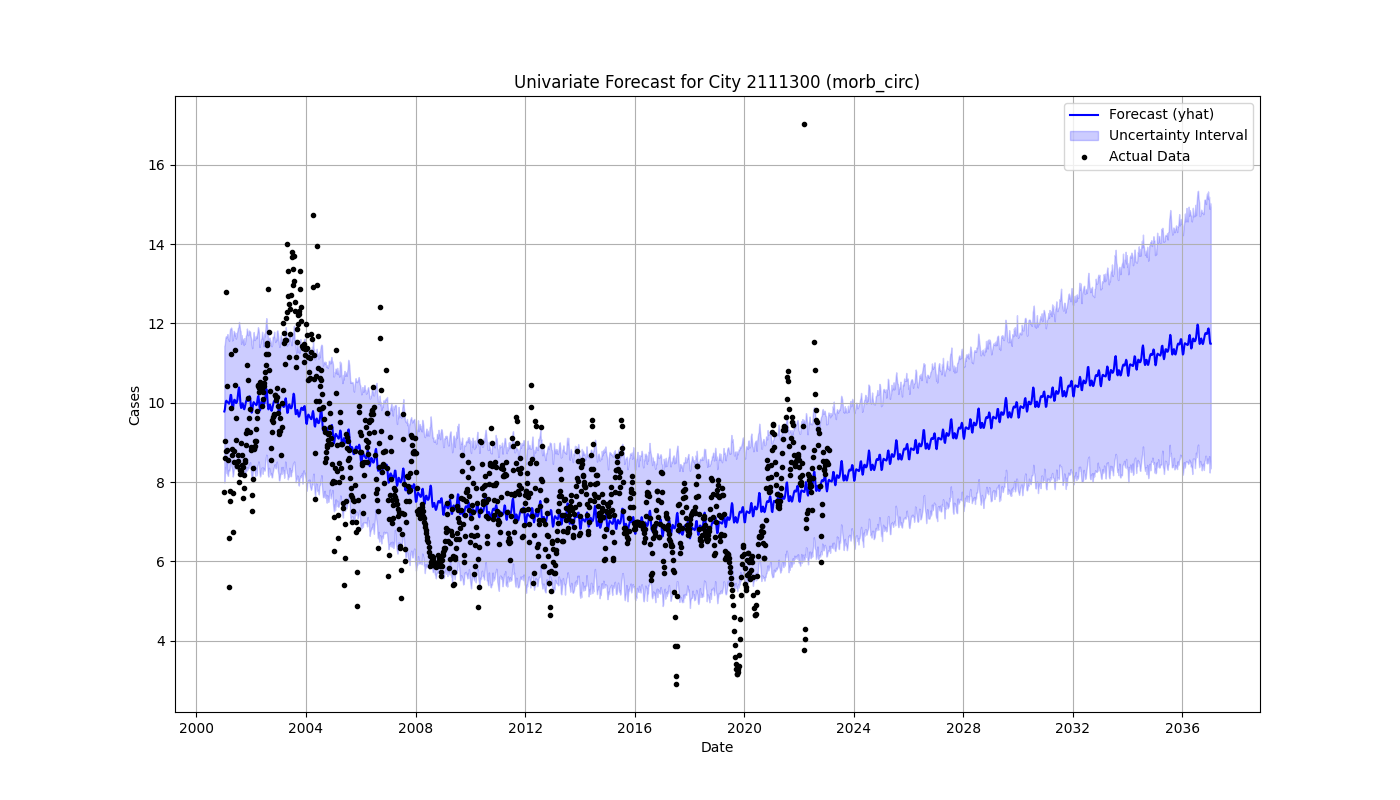 Univariate Forecast for City 2111300 (morb_circ)
Forecast (yhat)
Uncertainty Interval
Actual Data
Cases
16
14
12
10
8
6
4
2000 2004 2008 2012 2016 2020 2024 2028 2032 2036
Date